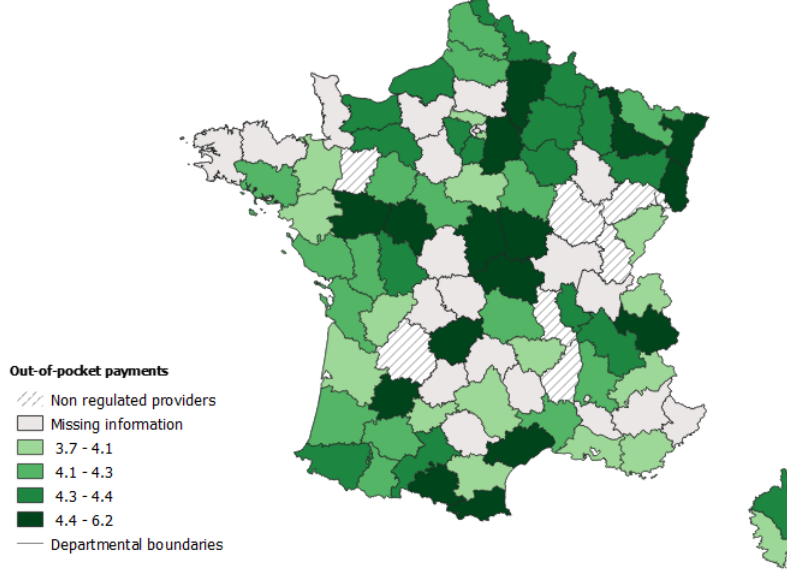 Out-of-pocket payments
Non regulated providers
Missing information
3.7 - 4.1
4.1 - 4.3
4.3 - 4.4
4.4 - 6.2
Departmental boundaries